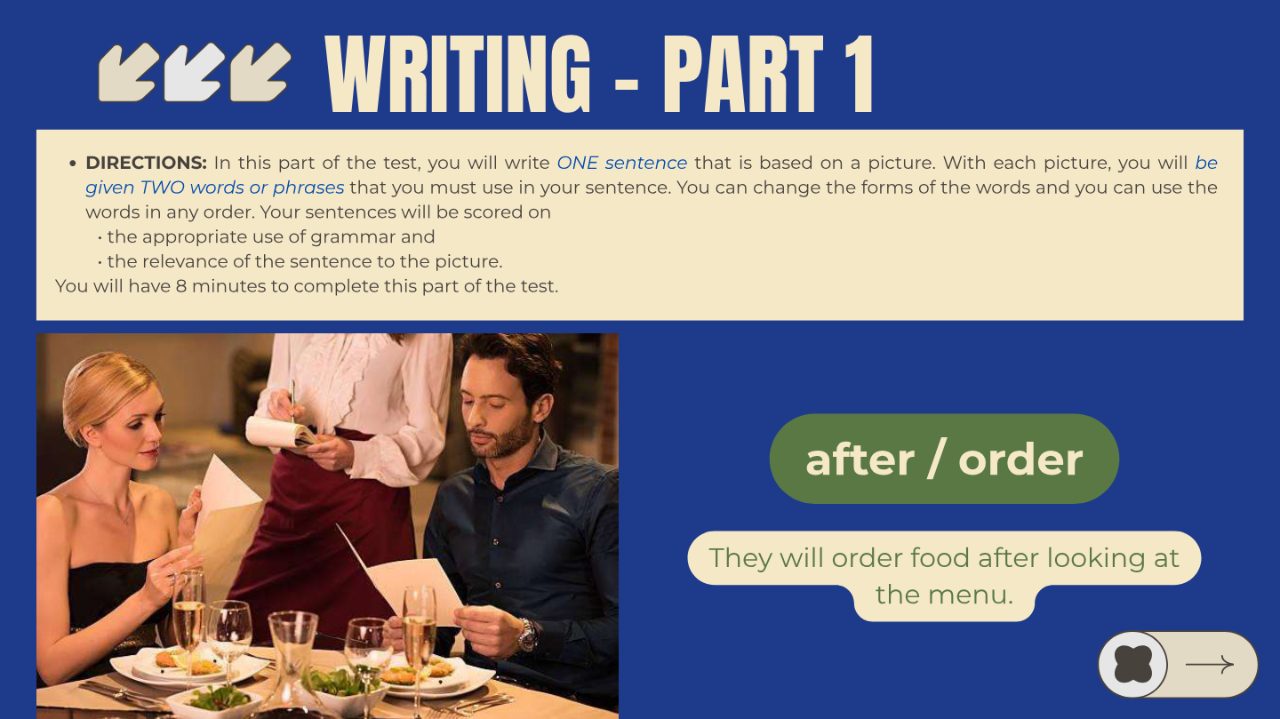 WRITING - PART 1
• DIRECTIONS: In this part of the test, you will write ONE sentence that is based on a picture. With each picture, you will be
given TWO words or phrases that you must use in your sentence. You can change the forms of the words and you can use the
words in any order. Your sentences will be scored on
• the appropriate use of grammar and
• the relevance of the sentence to the picture.
You will have 8 minutes to complete this part of the test.
after / order
They will order food after looking at
the menu.